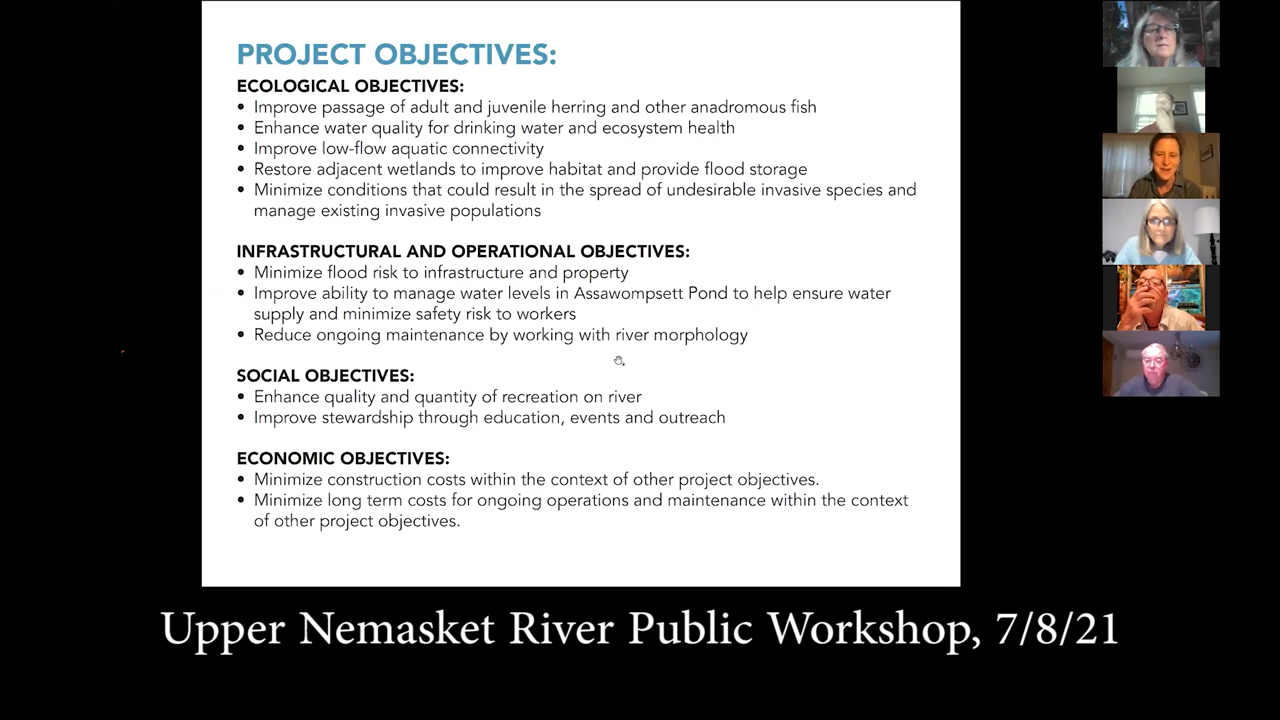 PROJECT OBJECTIVES:
ECOLOGICAL OBJECTIVES:
• Improve passage of adult and juvenile herring and other anadromous fish
• Enhance water quality for drinking water and ecosystem health
• Improve low-flow aquatic connectivity
• Restore adjacent wetlands to improve habitat and provide flood storage
• Minimize conditions that could result in the spread of undesirable invasive species and
manage existing invasive populations
INFRASTRUCTURAL AND OPERATIONAL OBJECTIVES:
• Minimize flood risk to infrastructure and property
• Improve ability to manage water levels in Assawompsett Pond to help ensure water
supply and minimize safety risk to workers
• Reduce ongoing maintenance by working with river morphology
SOCIAL OBJECTIVES:
• Enhance quality and quantity of recreation on river
• Improve stewardship through education, events and outreach
ECONOMIC OBJECTIVES:
• Minimize construction costs within the context of other project objectives.
• Minimize long term costs for ongoing operations and maintenance within the context
of other project objectives.
Upper Nemasket River Public Workshop, 7/8/21